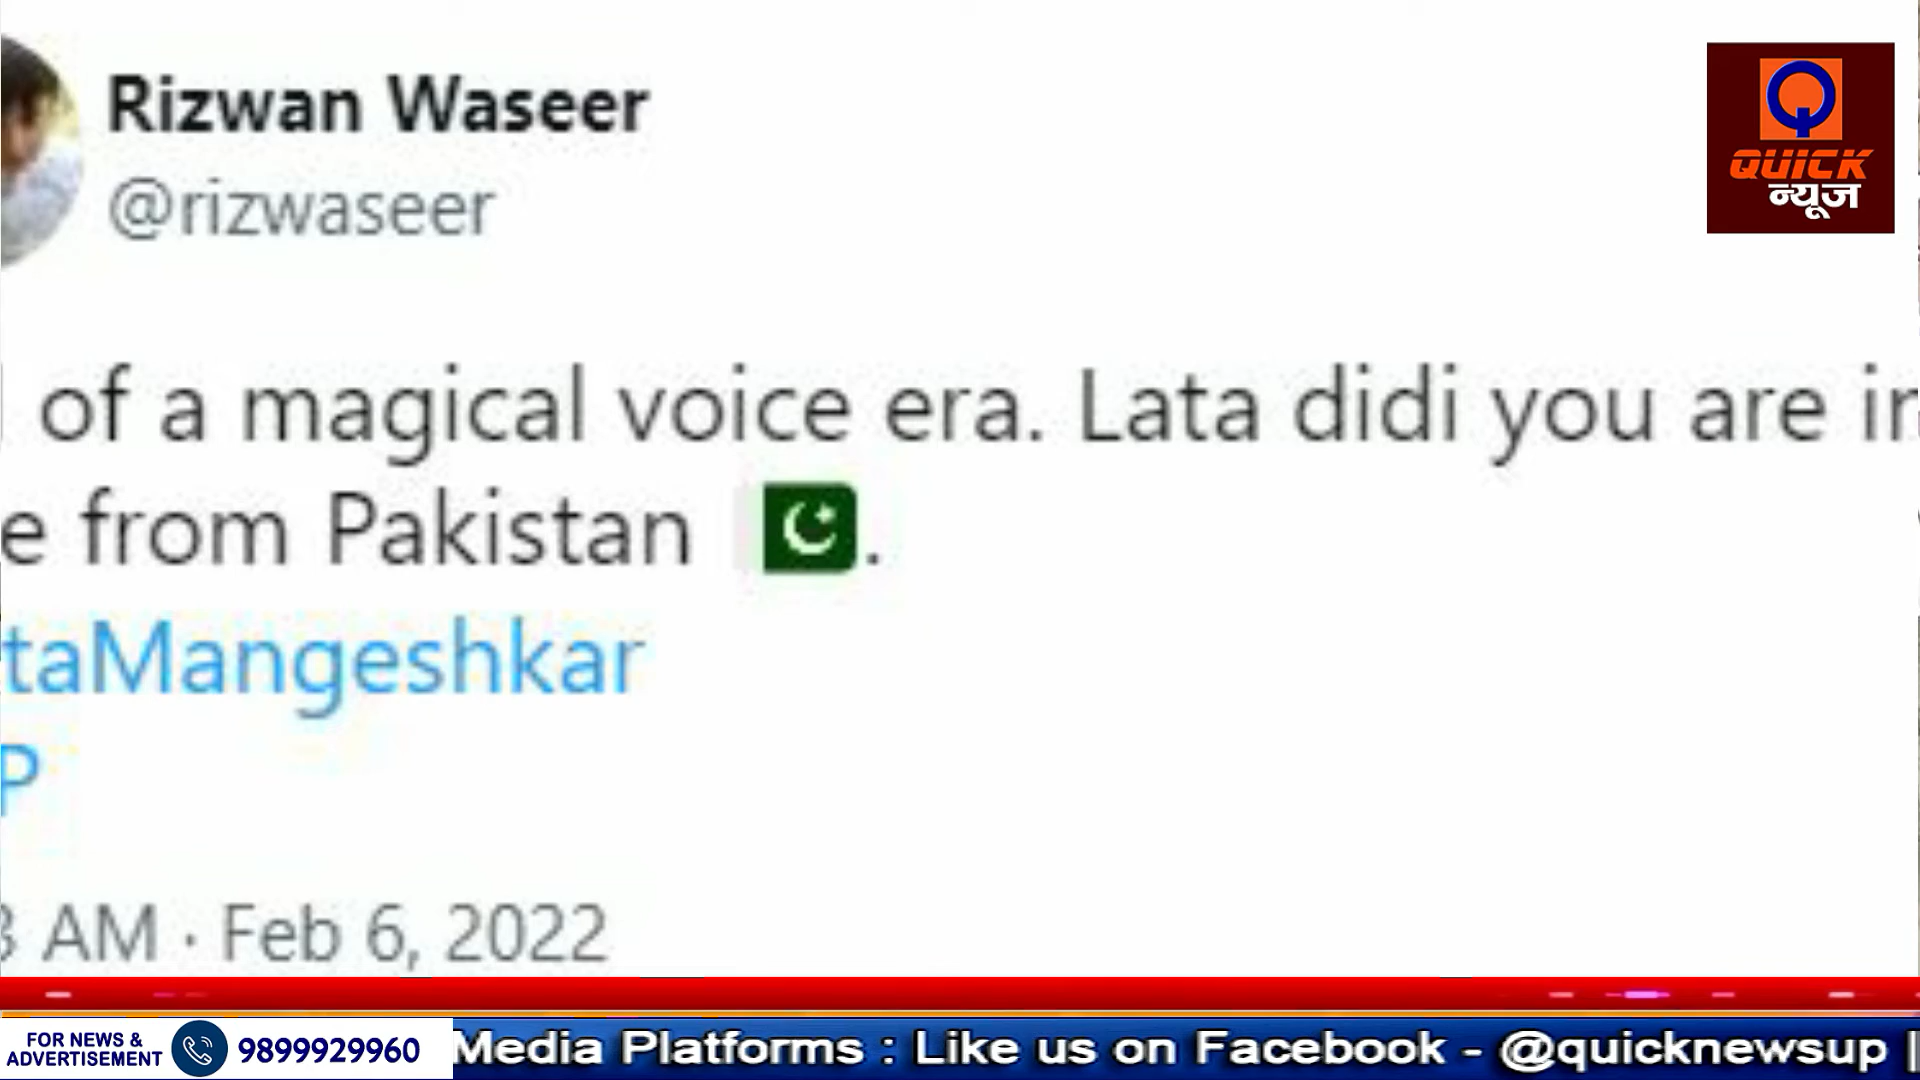 Rizwan Waseer
@rizwaseer
QUICK
न्यूज
of a magical voice era. Lata didi you are in
e from Pakistan 🇵🇰.
taMangeshkar
P
3 AM · Feb 6, 2022
FOR NEWS &
ADVERTISEMENT
9899929960
Media Platforms : Like us on Facebook - @quicknewsup |